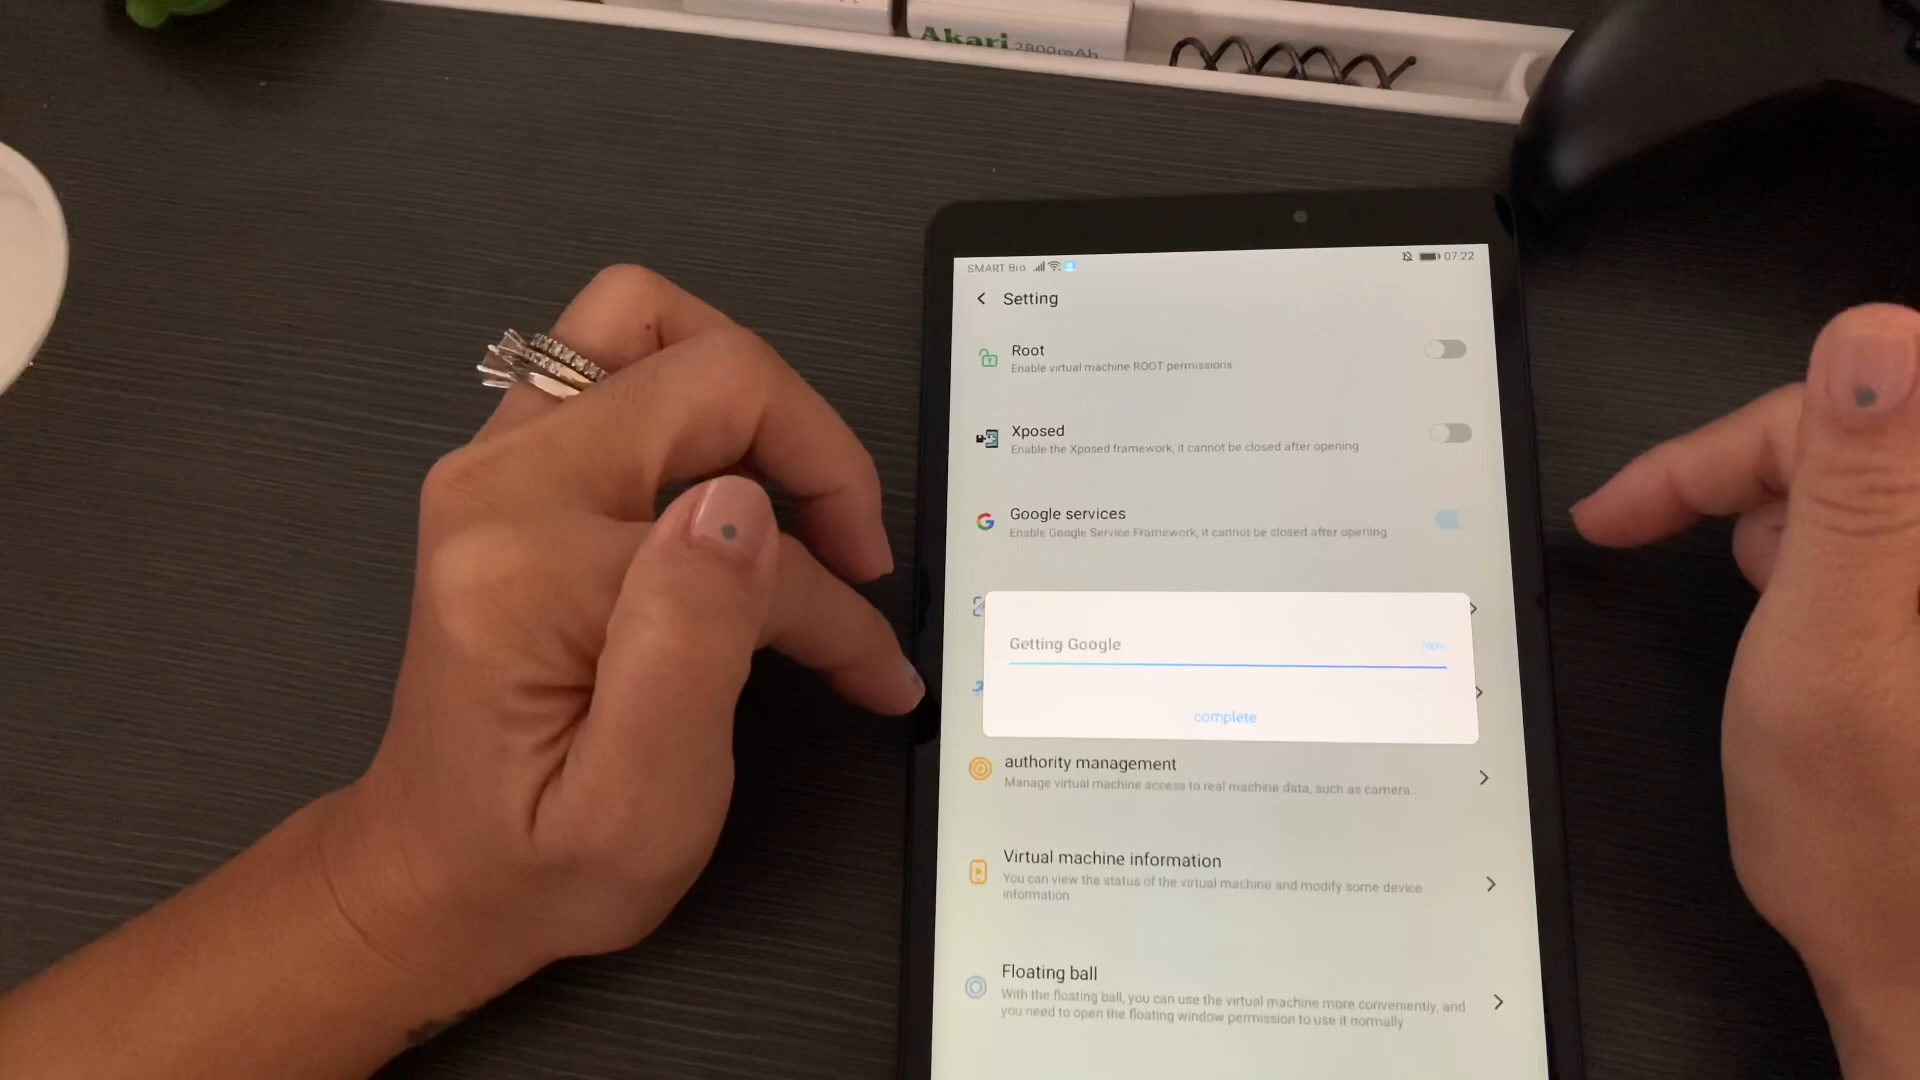 Akari 2800mAh
SMART Bro
07:22
Setting
Root
Enable virtual machine ROOT permissions
Xposed
Enable the Xposed framework, it cannot be closed after opening
Google services
Enable Google Service Framework, it cannot be closed after opening
Getting Google
100%
complete
authority management
Manage virtual machine access to real machine data, such as camera...
Virtual machine information
You can view the status of the virtual machine and modify some device
information
Floating ball
With the floating ball, you can use the virtual machine more conveniently, and
you need to open the floating window permission to use it normally